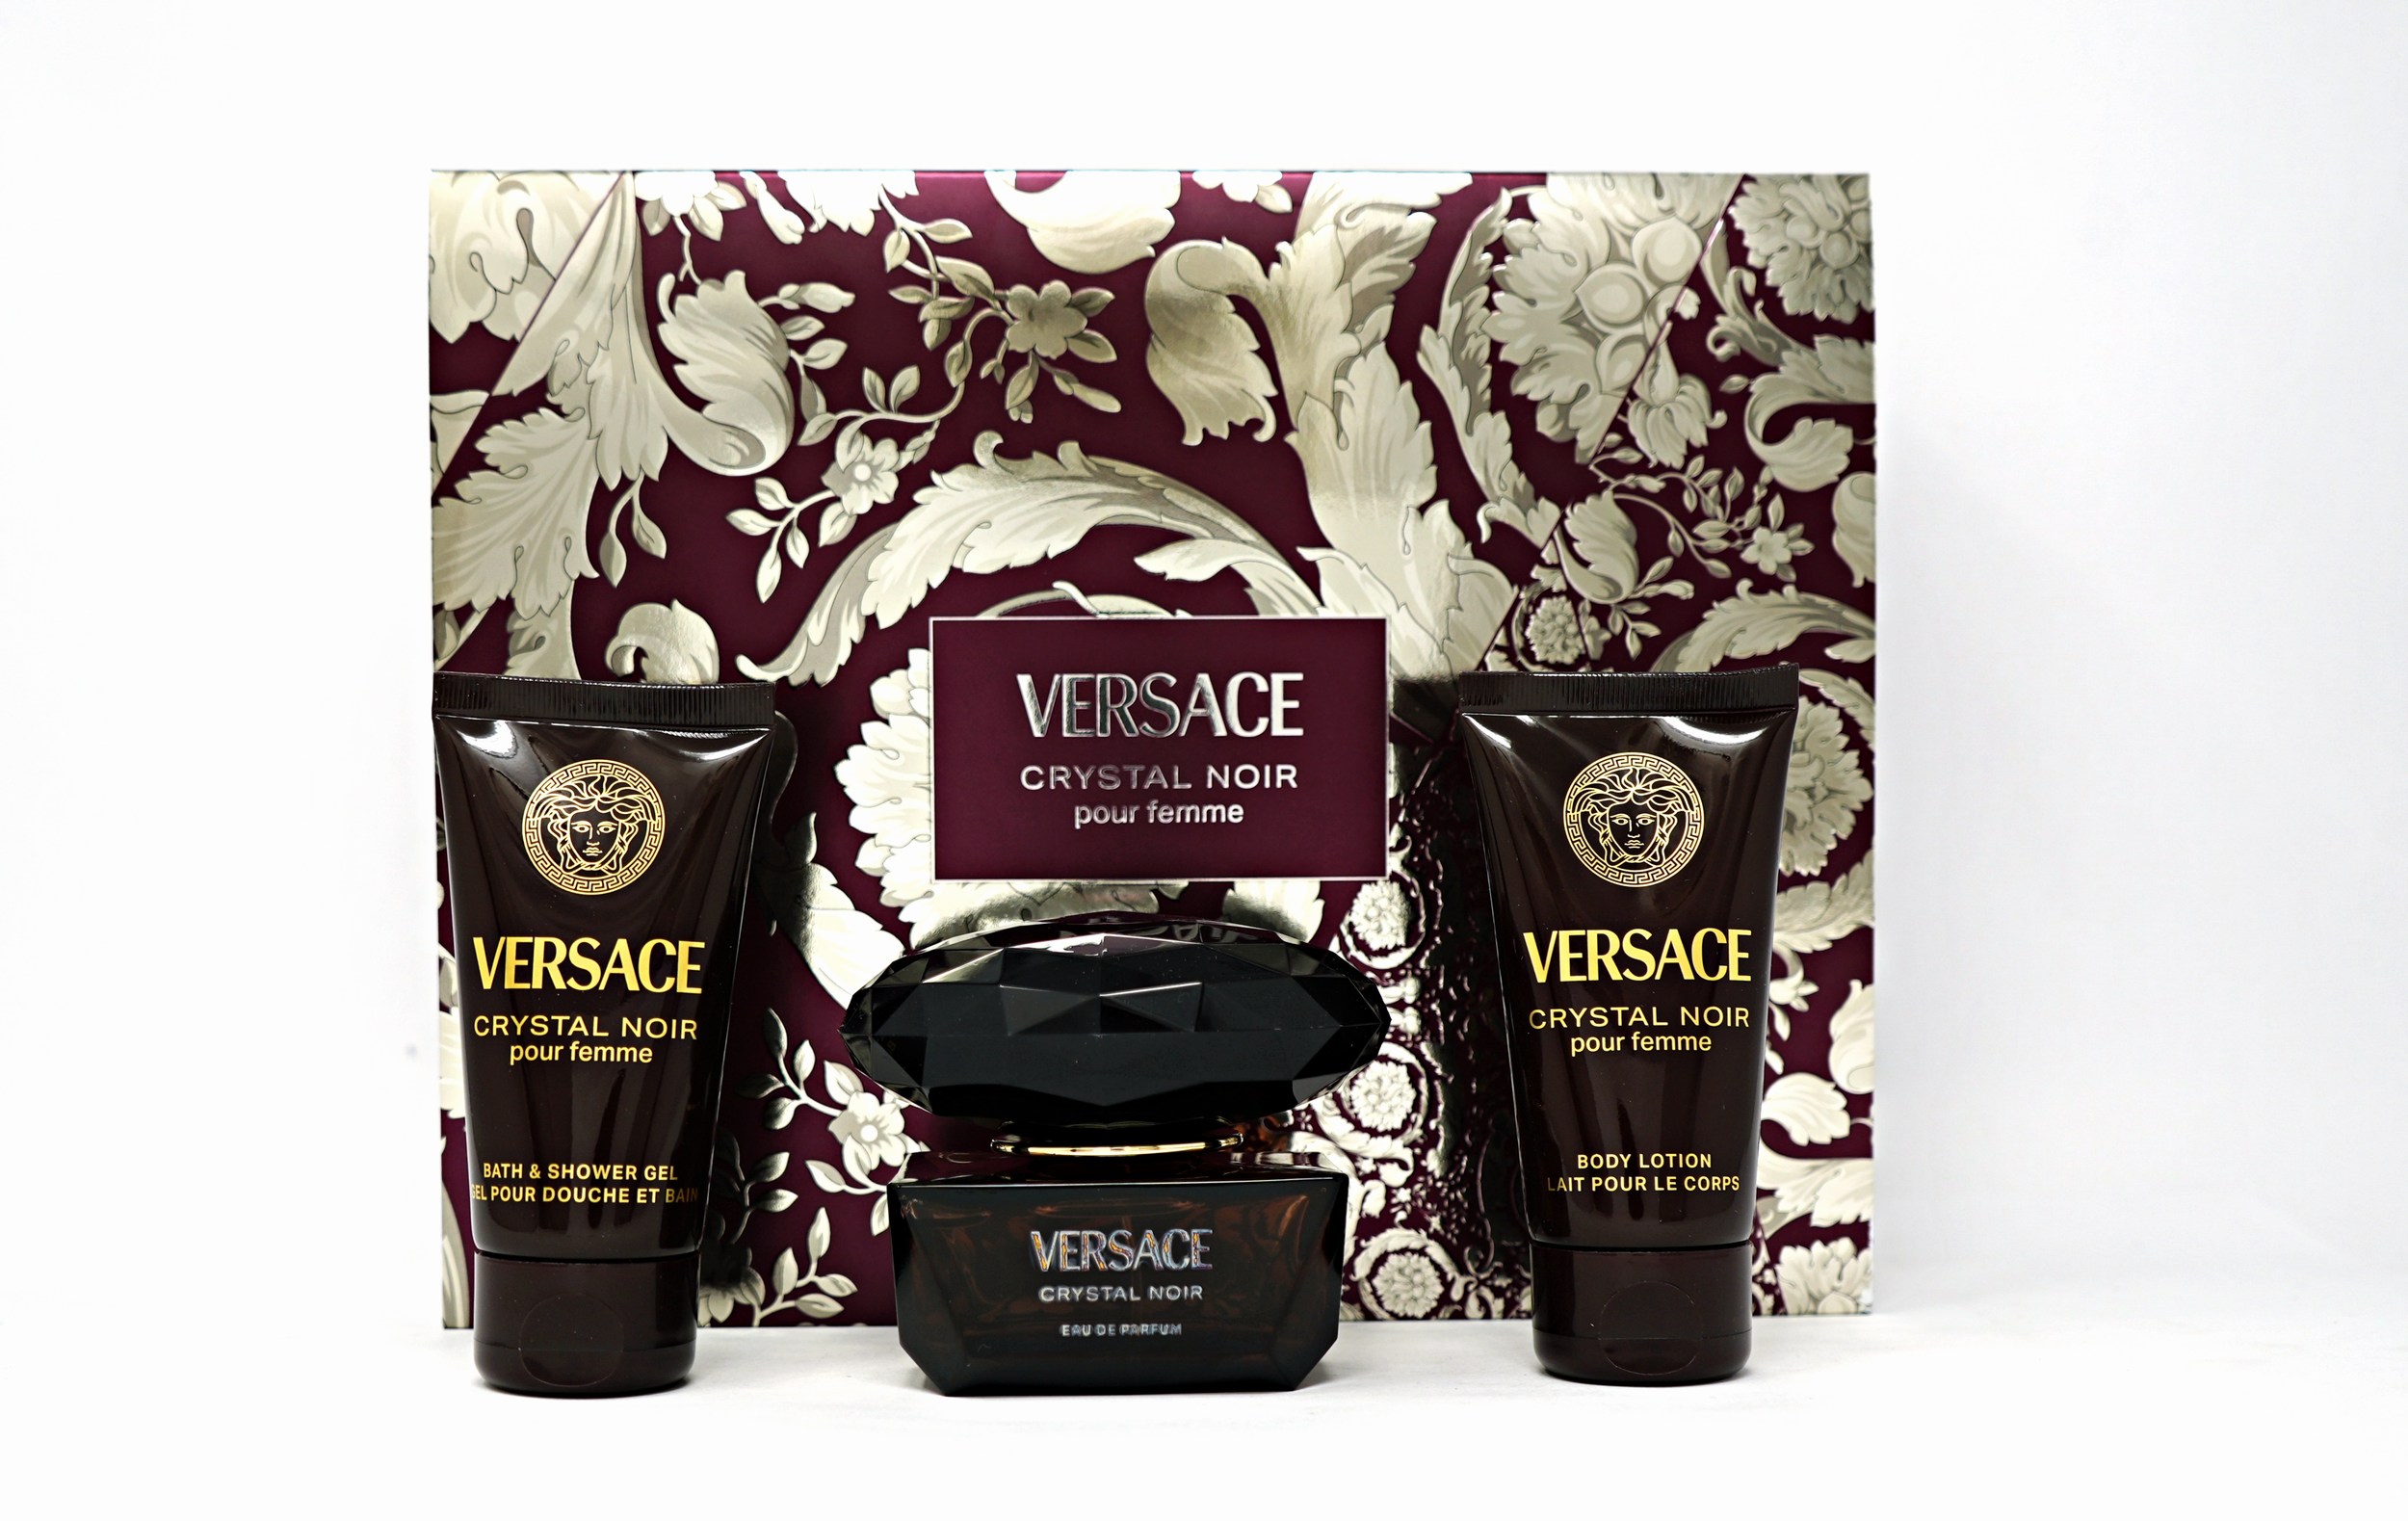 VERSACE
CRYSTAL NOIR
pour femme
VERSACE
CRYSTAL NOIR
pour femme
BATH & SHOWER GEL
GEL POUR DOUCHE ET BAIN
VERSACE
CRYSTAL NOIR
EAU DE PARFUM
VERSACE
CRYSTAL NOIR
pour femme
BODY LOTION
LAIT POUR LE CORPS